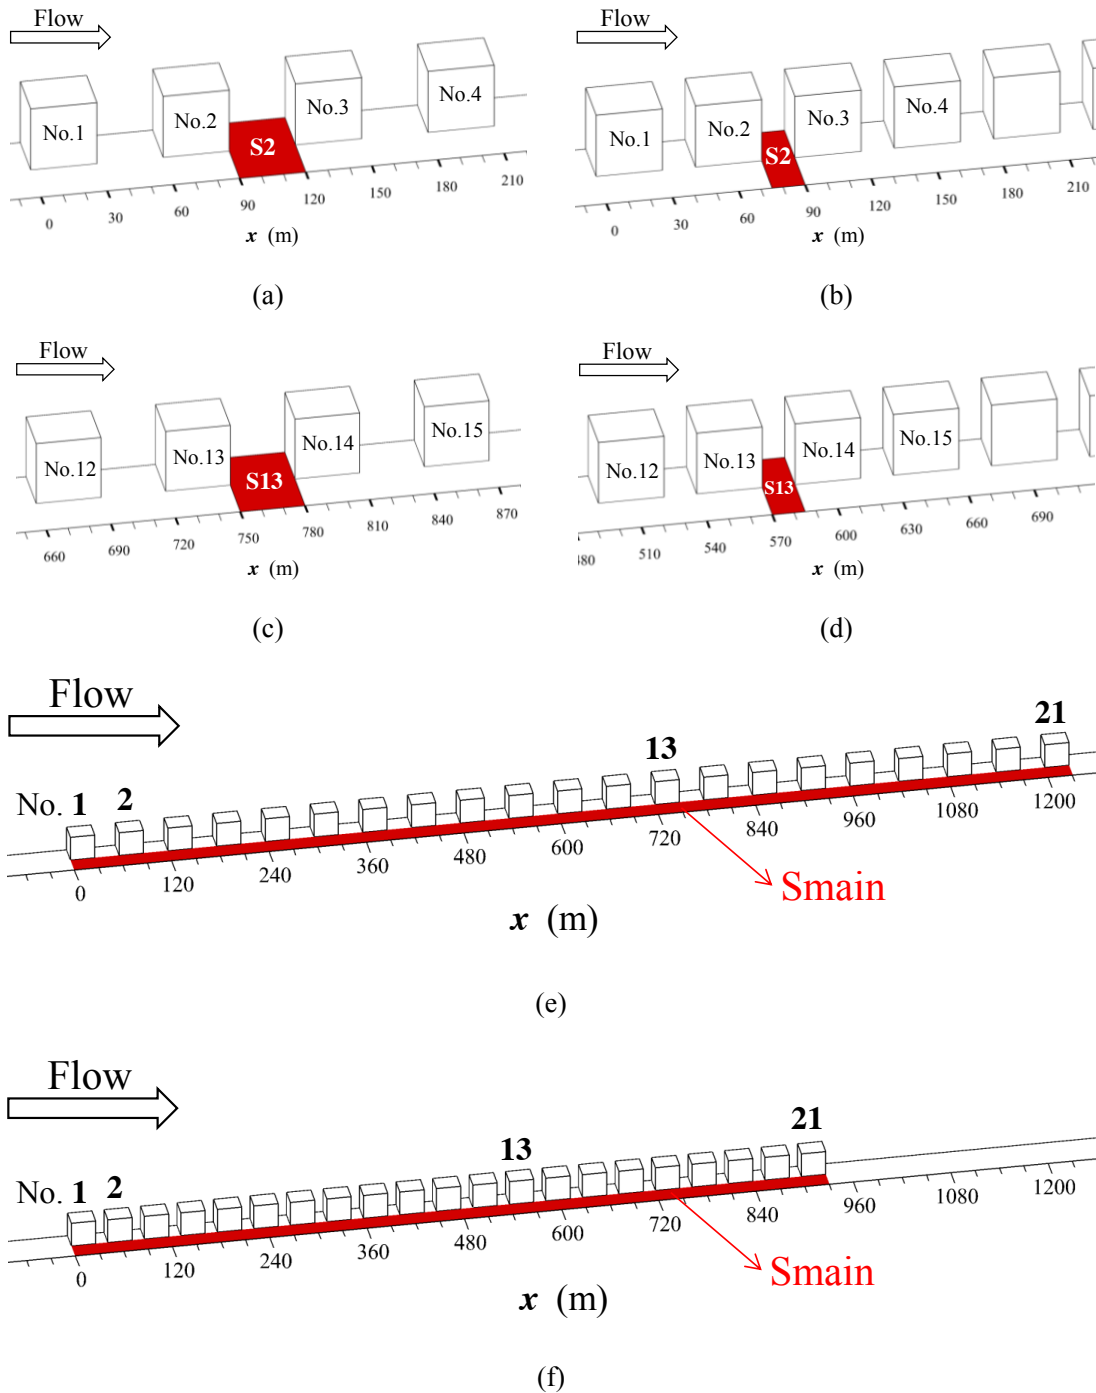 Flow
No.1 No.2 No.3 No.4
S2
0 30 60 90 120 150 180 210
x (m)
(a)
Flow
No.1 No.2 No.3 No.4
S2
0 30 60 90 120 150 180 210
x (m)
(b)
Flow
No.12 No.13 No.14 No.15
S13
660 690 720 750 780 810 840 870
x (m)
(c)
Flow
No.12 No.13 No.14 No.15
S13
480 510 540 570 600 630 660 690
x (m)
(d)
Flow
No. 1 2 13 21
0 120 240 360 480 600 720 840 960 1080 1200
Smain
x (m)
(e)
Flow
No. 1 2 13 21
0 120 240 360 480 600 720 840 960 1080 1200
Smain
x (m)
(f)